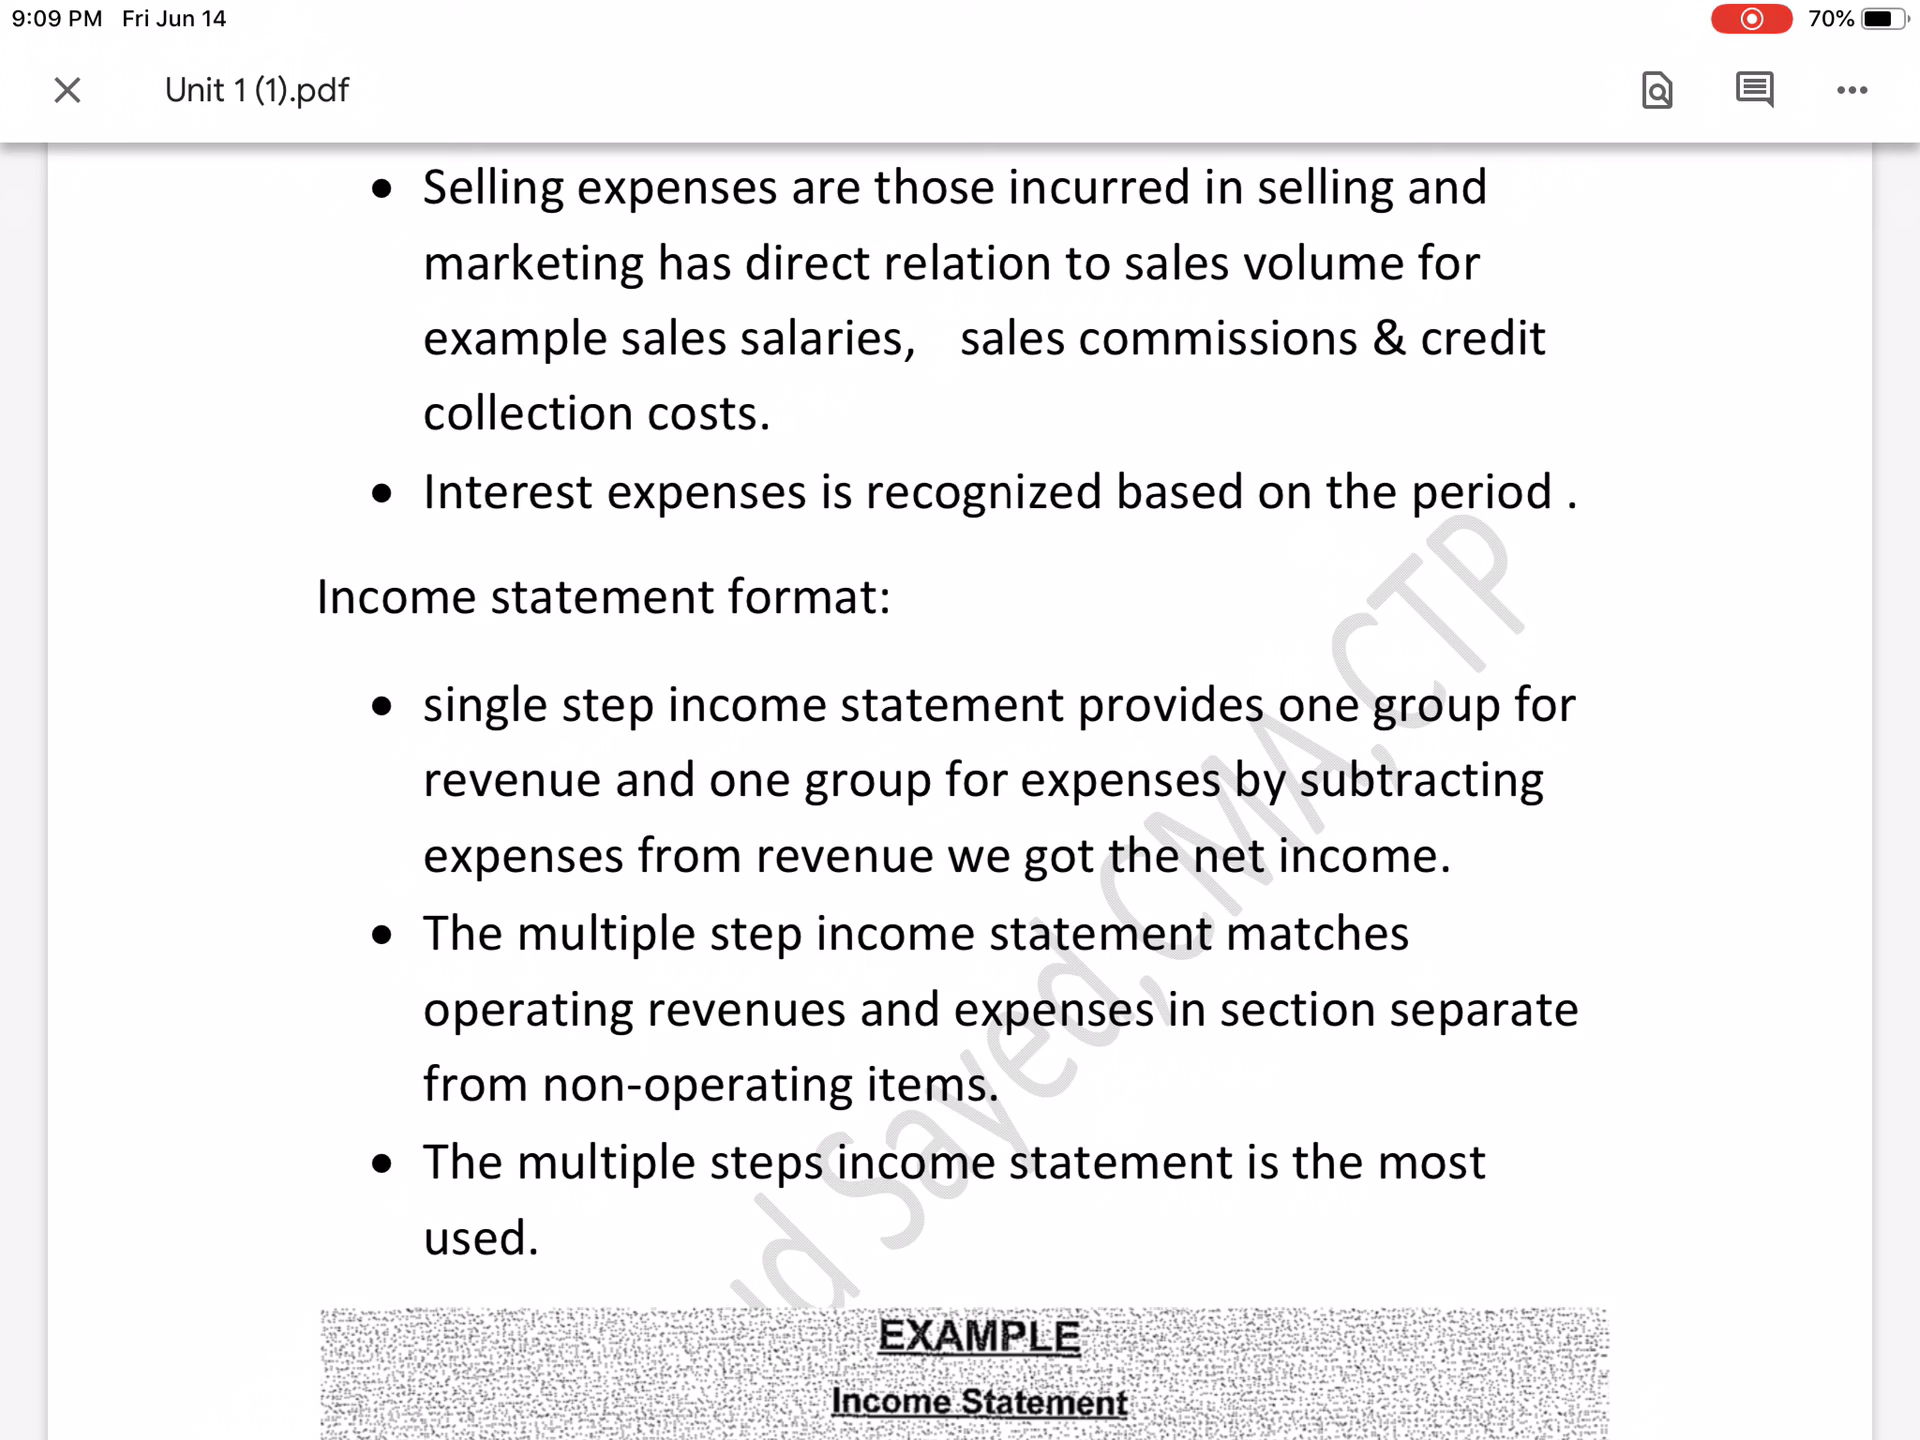 9:09 PM Fri Jun 14
70%
Unit 1 (1).pdf
• Selling expenses are those incurred in selling and
marketing has direct relation to sales volume for
example sales salaries, sales commissions & credit
collection costs.
• Interest expenses is recognized based on the period .
Income statement format:
• single step income statement provides one group for
revenue and one group for expenses by subtracting
expenses from revenue we got the net income.
• The multiple step income statement matches
operating revenues and expenses in section separate
from non-operating items.
• The multiple steps income statement is the most
used.
Sayed,CMA,CTP
EXAMPLE
Income Statement